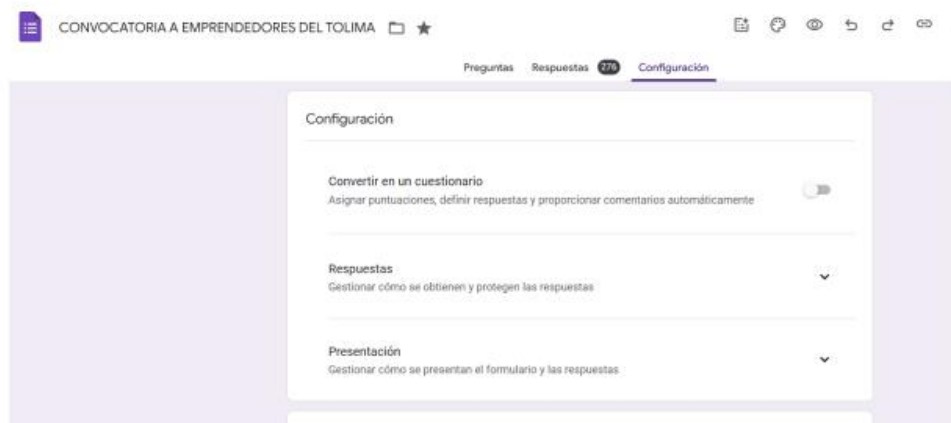 CONVOCATORIA A EMPRENDEDORES DEL TOLIMA
Preguntas Respuestas 276 Configuración
Configuración
Convertir en un cuestionario
Asignar puntuaciones, definir respuestas y proporcionar comentarios automáticamente
Respuestas
Gestionar cómo se obtienen y protegen las respuestas
Presentación
Gestionar cómo se presentan el formulario y las respuestas